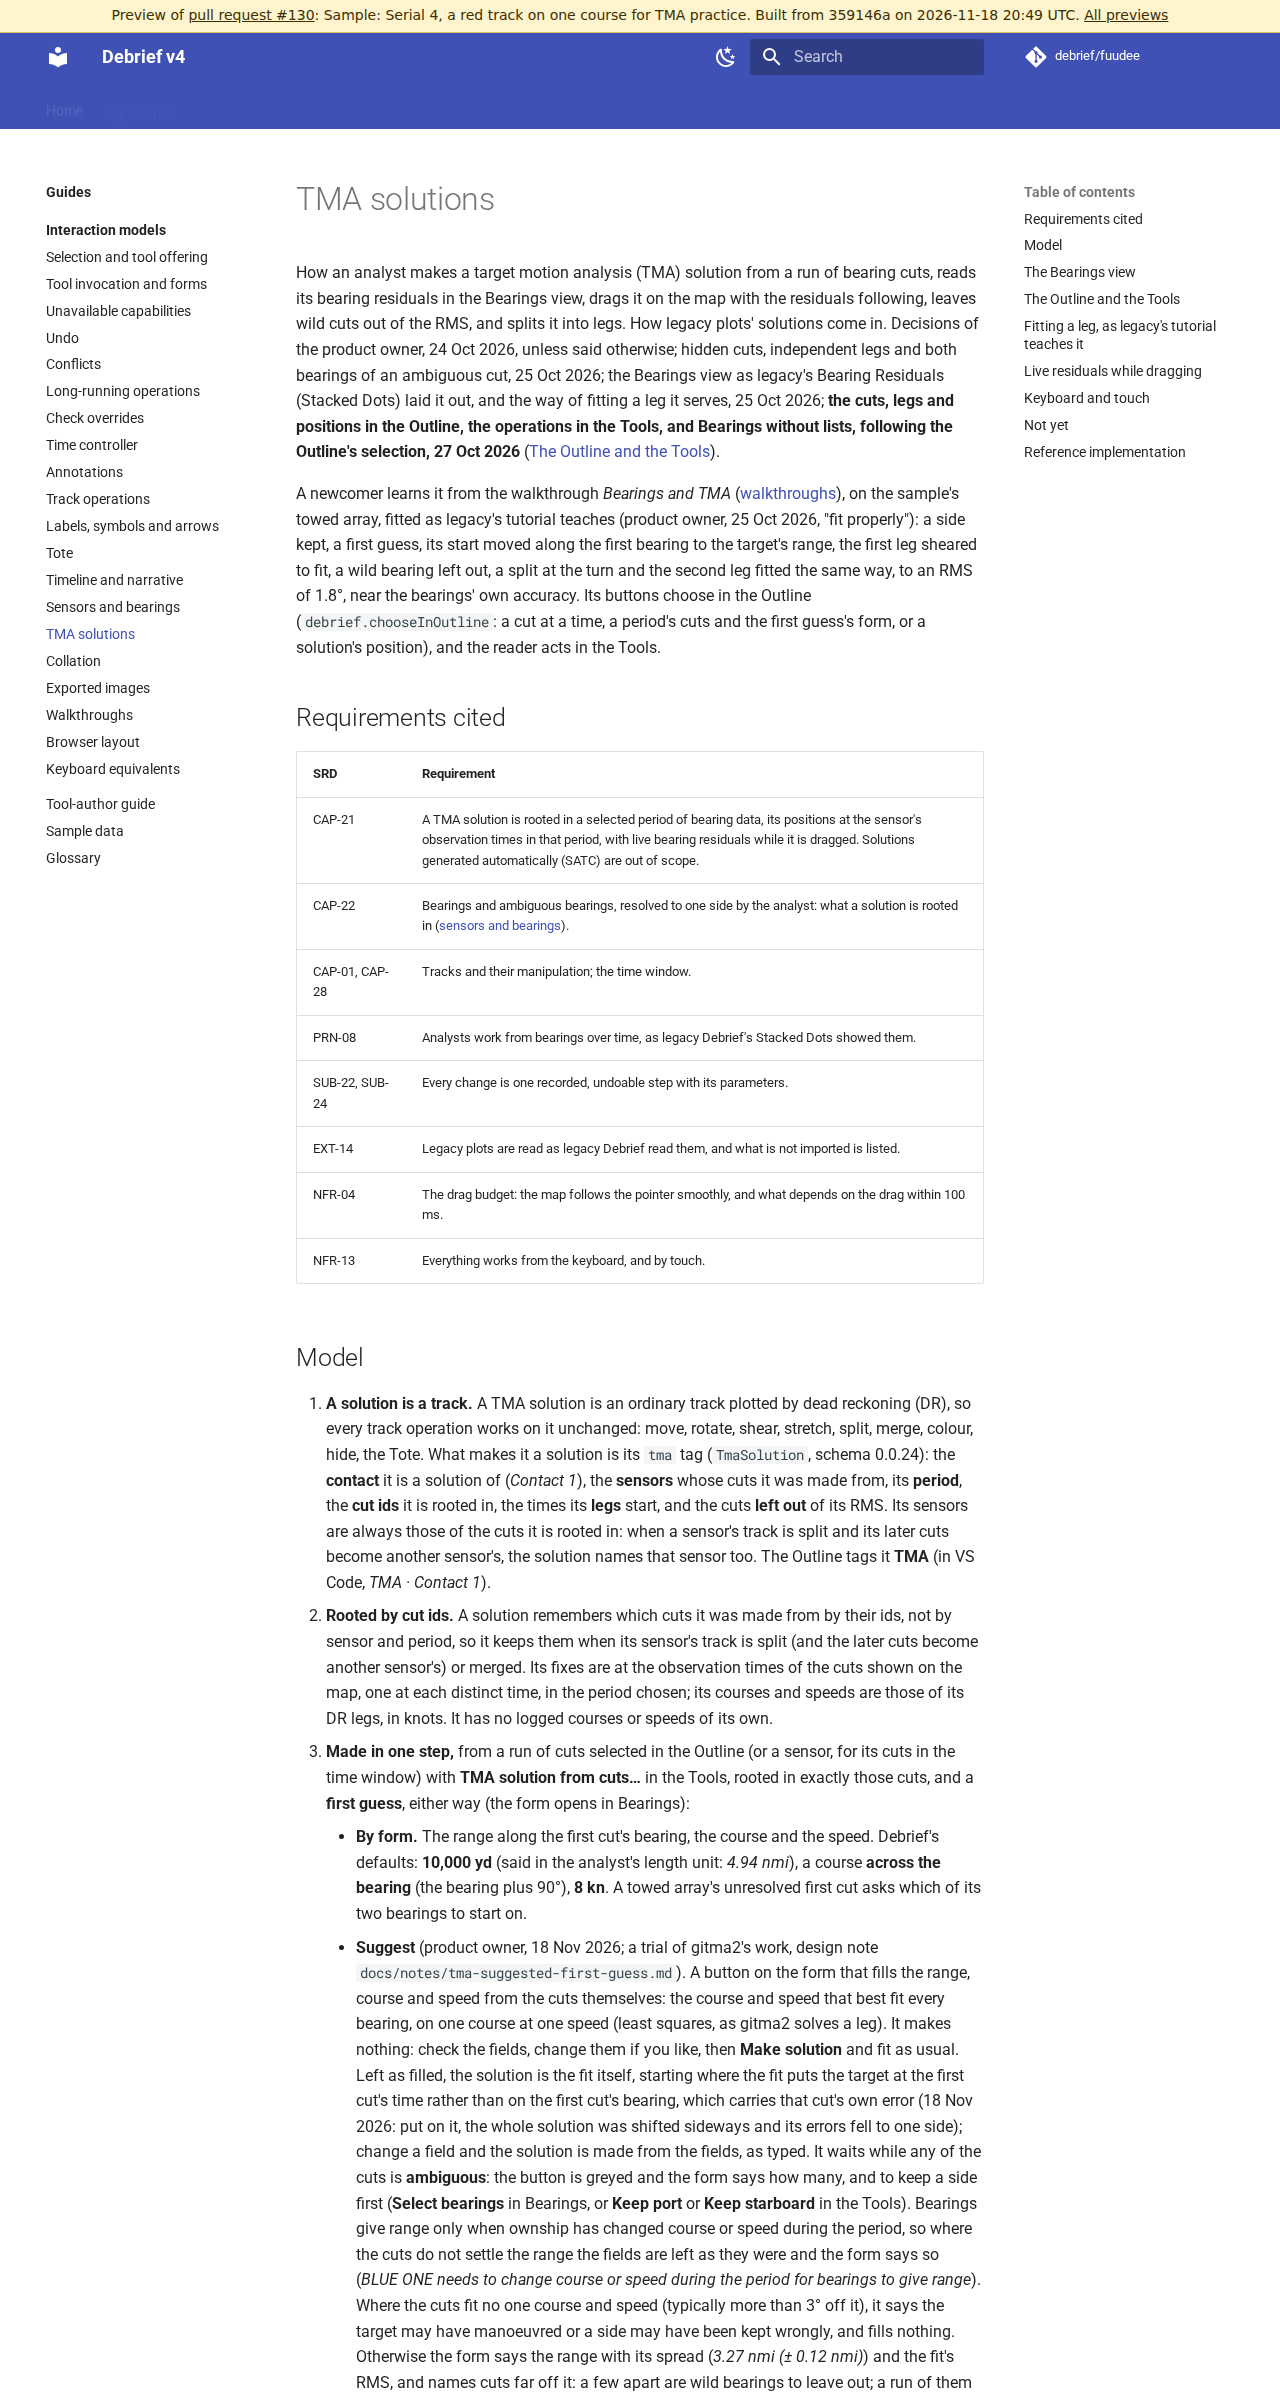 Preview of pull request #130: Sample: Serial 4, a red track on one course for TMA practice. Built from 359146a on 2026-11-18 20:49 UTC. All previews
Debrief v4
Search
debrief/fuudee
Home
Guides
Interaction models
Selection and tool offering
Tool invocation and forms
Unavailable capabilities
Undo
Conflicts
Long-running operations
Check overrides
Time controller
Annotations
Track operations
Labels, symbols and arrows
Tote
Timeline and narrative
Sensors and bearings
TMA solutions
Collation
Exported images
Walkthroughs
Browser layout
Keyboard equivalents
Tool-author guide
Sample data
Glossary
TMA solutions
How an analyst makes a target motion analysis (TMA) solution from a run of bearing cuts, reads
its bearing residuals in the Bearings view, drags it on the map with the residuals following, leaves
wild cuts out of the RMS, and splits it into legs. How legacy plots' solutions come in. Decisions of
the product owner, 24 Oct 2026, unless said otherwise; hidden cuts, independent legs and both
bearings of an ambiguous cut, 25 Oct 2026; the Bearings view as legacy's Bearing Residuals
(Stacked Dots) laid it out, and the way of fitting a leg it serves, 25 Oct 2026; the cuts, legs and
positions in the Outline, the operations in the Tools, and Bearings without lists, following the
Outline's selection, 27 Oct 2026 (The Outline and the Tools).
A newcomer learns it from the walkthrough Bearings and TMA (walkthroughs), on the sample's
towed array, fitted as legacy's tutorial teaches (product owner, 25 Oct 2026, "fit properly"): a side
kept, a first guess, its start moved along the first bearing to the target's range, the first leg sheared
to fit, a wild bearing left out, a split at the turn and the second leg fitted the same way, to an RMS
of 1.8°, near the bearings' own accuracy. Its buttons choose in the Outline
(debrief.chooseInOutline: a cut at a time, a period's cuts and the first guess's form, or a
solution's position), and the reader acts in the Tools.
Requirements cited
SRD Requirement
CAP-21 A TMA solution is rooted in a selected period of bearing data, its positions at the sensor's
observation times in that period, with live bearing residuals while it is dragged. Solutions
generated automatically (SATC) are out of scope.
CAP-22 Bearings and ambiguous bearings, resolved to one side by the analyst: what a solution is rooted
in (sensors and bearings).
CAP-01, CAP- Tracks and their manipulation; the time window.
28
PRN-08 Analysts work from bearings over time, as legacy Debrief's Stacked Dots showed them.
SUB-22, SUB- Every change is one recorded, undoable step with its parameters.
24
EXT-14 Legacy plots are read as legacy Debrief read them, and what is not imported is listed.
NFR-04 The drag budget: the map follows the pointer smoothly, and what depends on the drag within 100
ms.
NFR-13 Everything works from the keyboard, and by touch.
Model
1. A solution is a track. A TMA solution is an ordinary track plotted by dead reckoning (DR), so
every track operation works on it unchanged: move, rotate, shear, stretch, split, merge, colour,
hide, the Tote. What makes it a solution is its tma tag (TmaSolution, schema 0.0.24): the
contact it is a solution of (Contact 1), the sensors whose cuts it was made from, its period,
the cut ids it is rooted in, the times its legs start, and the cuts left out of its RMS. Its sensors
are always those of the cuts it is rooted in: when a sensor's track is split and its later cuts
become another sensor's, the solution names that sensor too. The Outline tags it TMA (in VS
Code, TMA · Contact 1).
2. Rooted by cut ids. A solution remembers which cuts it was made from by their ids, not by
sensor and period, so it keeps them when its sensor's track is split (and the later cuts become
another sensor's) or merged. Its fixes are at the observation times of the cuts shown on the
map, one at each distinct time, in the period chosen; its courses and speeds are those of its
DR legs, in knots. It has no logged courses or speeds of its own.
3. Made in one step, from a run of cuts selected in the Outline (or a sensor, for its cuts in the
time window) with TMA solution from cuts… in the Tools, rooted in exactly those cuts, and a
first guess, either way (the form opens in Bearings):
• By form. The range along the first cut's bearing, the course and the speed. Debrief's
defaults: 10,000 yd (said in the analyst's length unit: 4.94 nmi), a course across the
bearing (the bearing plus 90°), 8 kn. A towed array's unresolved first cut asks which of its
two bearings to start on.
• Suggest (product owner, 18 Nov 2026; a trial of gitma2's work, design note
docs/notes/tma-suggested-first-guess.md). A button on the form that fills the range,
course and speed from the cuts themselves: the course and speed that best fit every
bearing, on one course at one speed (least squares, as gitma2 solves a leg). It makes
nothing: check the fields, change them if you like, then Make solution and fit as usual.
Left as filled, the solution is the fit itself, starting where the fit puts the target at the first
cut's time rather than on the first cut's bearing, which carries that cut's own error (18 Nov
2026: put on it, the whole solution was shifted sideways and its errors fell to one side);
change a field and the solution is made from the fields, as typed. It waits while any of the
cuts is ambiguous: the button is greyed and the form says how many, and to keep a side
first (Select bearings in Bearings, or Keep port or Keep starboard in the Tools). Bearings
give range only when ownship has changed course or speed during the period, so where
the cuts do not settle the range the fields are left as they were and the form says so
(BLUE ONE needs to change course or speed during the period for bearings to give range).
Where the cuts fit no one course and speed (typically more than 3° off it), it says the
target may have manoeuvred or a side may have been kept wrongly, and fills nothing.
Otherwise the form says the range with its spread (3.27 nmi (± 0.12 nmi)) and the fit's
RMS, and names cuts far off it: a few apart are wild bearings to leave out; a run of them
Table of contents
Requirements cited
Model
The Bearings view
The Outline and the Tools
Fitting a leg, as legacy's tutorial
teaches it
Live residuals while dragging
Keyboard and touch
Not yet
Reference implementation